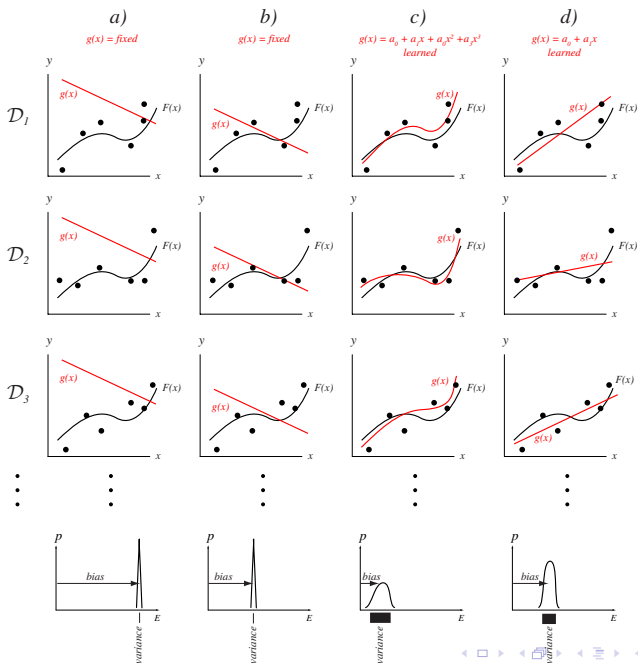 a) b) c) d)
g(x) = fixed g(x) = fixed g(x) = a0 + a1x + a0x² +a3x³ g(x) = a0 + a1x
learned learned
y y y y
D1 g(x) F(x) g(x) F(x) g(x) F(x) g(x) F(x)
x x x x
y y y y
D2 g(x) F(x) g(x) F(x) g(x) F(x) g(x) F(x)
x x x x
y y y y
D3 g(x) F(x) g(x) F(x) g(x) F(x) g(x) F(x)
x x x x
p p p p
bias bias bias bias
E E E E
variance variance variance variance